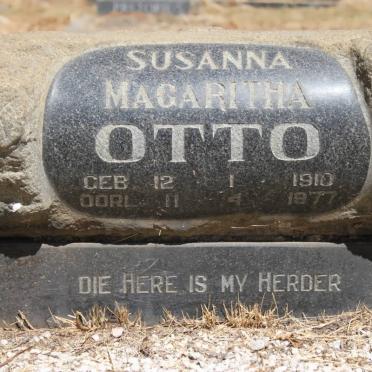 SUSANNA
MAGARITHA
OTTO
GEB 12 1 1910
OORL 11 4 1977
DIE HERE IS MY HERDER